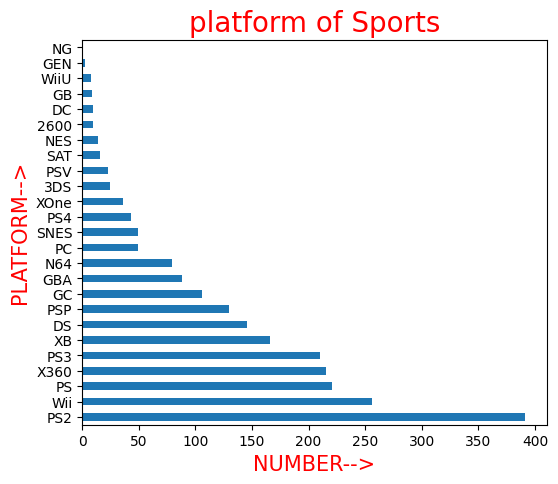 platform of Sports
PLATFORM-->
NG
GEN
WiiU
GB
DC
2600
NES
SAT
PSV
3DS
XOne
PS4
SNES
PC
N64
GBA
GC
PSP
DS
XB
PS3
X360
PS
Wii
PS2
0 50 100 150 200 250 300 350 400
NUMBER-->